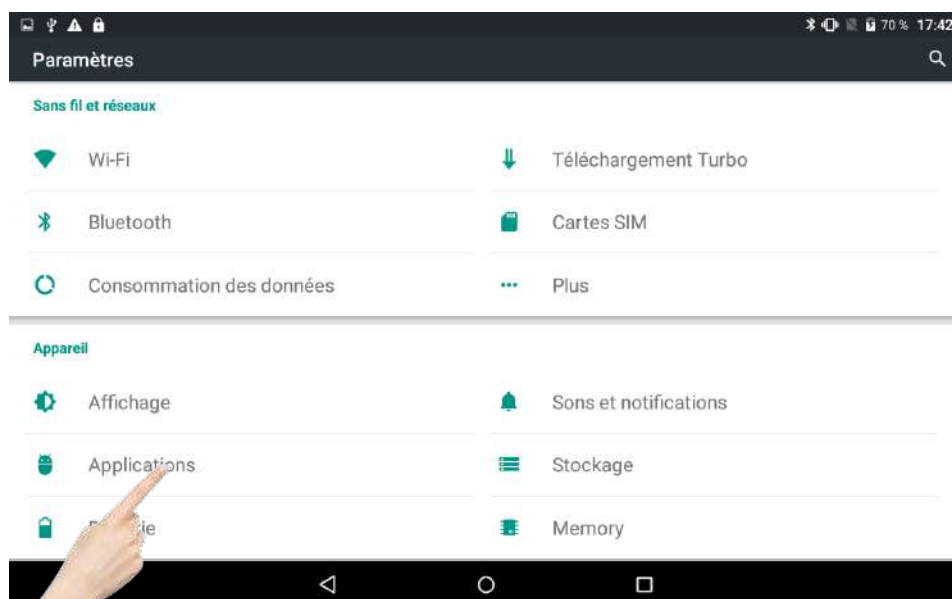 70 % 17:42
Paramètres
Sans fil et réseaux
Wi-Fi
Téléchargement Turbo
Bluetooth
Cartes SIM
Consommation des données
Plus
Appareil
Affichage
Sons et notifications
Applications
Stockage
Memory